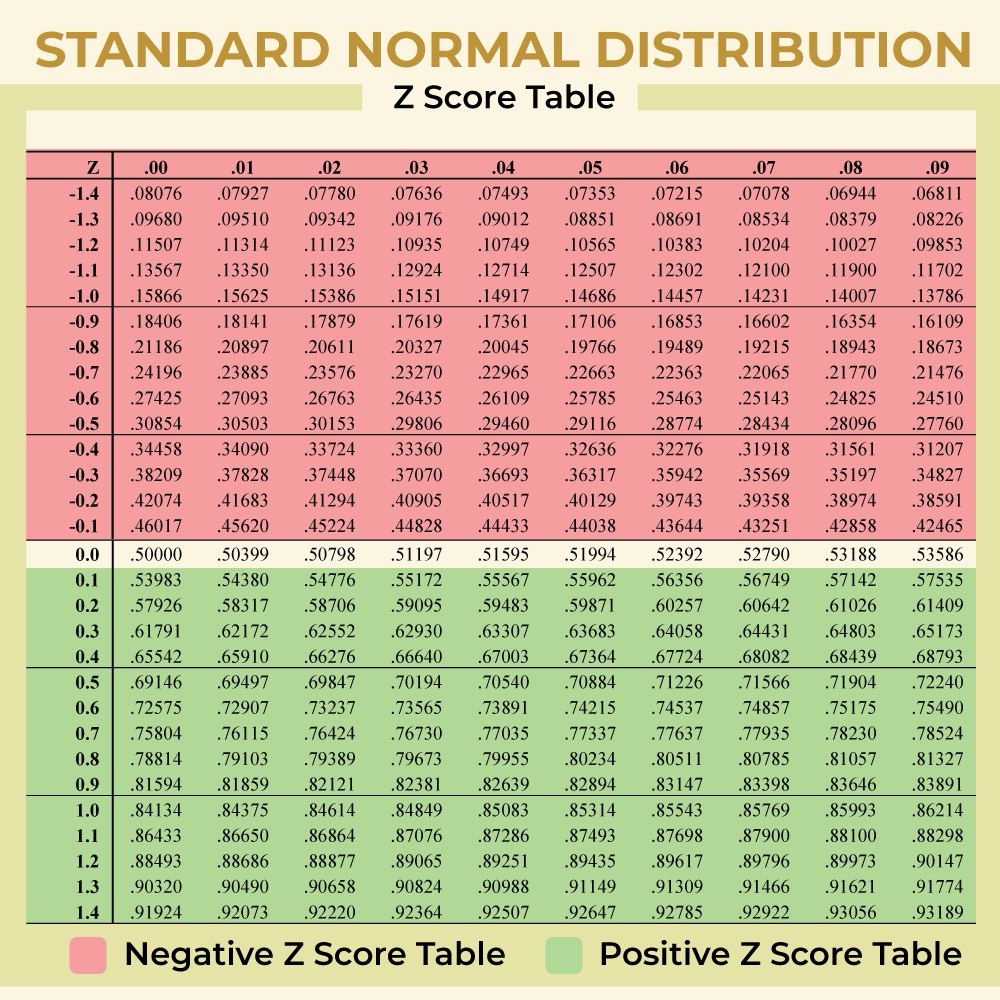 STANDARD NORMAL DISTRIBUTION
Z Score Table
Z .00 .01 .02 .03 .04 .05 .06 .07 .08 .09
-1.4 .08076 .07927 .07780 .07636 .07493 .07353 .07215 .07078 .06944 .06811
-1.3 .09680 .09510 .09342 .09176 .09012 .08851 .08691 .08534 .08379 .08226
-1.2 .11507 .11314 .11123 .10935 .10749 .10565 .10383 .10204 .10027 .09853
-1.1 .13567 .13350 .13136 .12924 .12714 .12507 .12302 .12100 .11900 .11702
-1.0 .15866 .15625 .15386 .15151 .14917 .14686 .14457 .14231 .14007 .13786
-0.9 .18406 .18141 .17879 .17619 .17361 .17106 .16853 .16602 .16354 .16109
-0.8 .21186 .20897 .20611 .20327 .20045 .19766 .19489 .19215 .18943 .18673
-0.7 .24196 .23885 .23576 .23270 .22965 .22663 .22363 .22065 .21770 .21476
-0.6 .27425 .27093 .26763 .26435 .26109 .25785 .25463 .25143 .24825 .24510
-0.5 .30854 .30503 .30153 .29806 .29460 .29116 .28774 .28434 .28096 .27760
-0.4 .34458 .34090 .33724 .33360 .32997 .32636 .32276 .31918 .31561 .31207
-0.3 .38209 .37828 .37448 .37070 .36693 .36317 .35942 .35569 .35197 .34827
-0.2 .42074 .41683 .41294 .40905 .40517 .40129 .39743 .39358 .38974 .38591
-0.1 .46017 .45620 .45224 .44828 .44433 .44038 .43644 .43251 .42858 .42465
0.0 .50000 .50399 .50798 .51197 .51595 .51994 .52392 .52790 .53188 .53586
0.1 .53983 .54380 .54776 .55172 .55567 .55962 .56356 .56749 .57142 .57535
0.2 .57926 .58317 .58706 .59095 .59483 .59871 .60257 .60642 .61026 .61409
0.3 .61791 .62172 .62552 .62930 .63307 .63683 .64058 .64431 .64803 .65173
0.4 .65542 .65910 .66276 .66640 .67003 .67364 .67724 .68082 .68439 .68793
0.5 .69146 .69497 .69847 .70194 .70540 .70884 .71226 .71566 .71904 .72240
0.6 .72575 .72907 .73237 .73565 .73891 .74215 .74537 .74857 .75175 .75490
0.7 .75804 .76115 .76424 .76730 .77035 .77337 .77637 .77935 .78230 .78524
0.8 .78814 .79103 .79389 .79673 .79955 .80234 .80511 .80785 .81057 .81327
0.9 .81594 .81859 .82121 .82381 .82639 .82894 .83147 .83398 .83646 .83891
1.0 .84134 .84375 .84614 .84849 .85083 .85314 .85543 .85769 .85993 .86214
1.1 .86433 .86650 .86864 .87076 .87286 .87493 .87698 .87900 .88100 .88298
1.2 .88493 .88686 .88877 .89065 .89251 .89435 .89617 .89796 .89973 .90147
1.3 .90320 .90490 .90658 .90824 .90988 .91149 .91309 .91466 .91621 .91774
1.4 .91924 .92073 .92220 .92364 .92507 .92647 .92785 .92922 .93056 .93189
Negative Z Score Table Positive Z Score Table